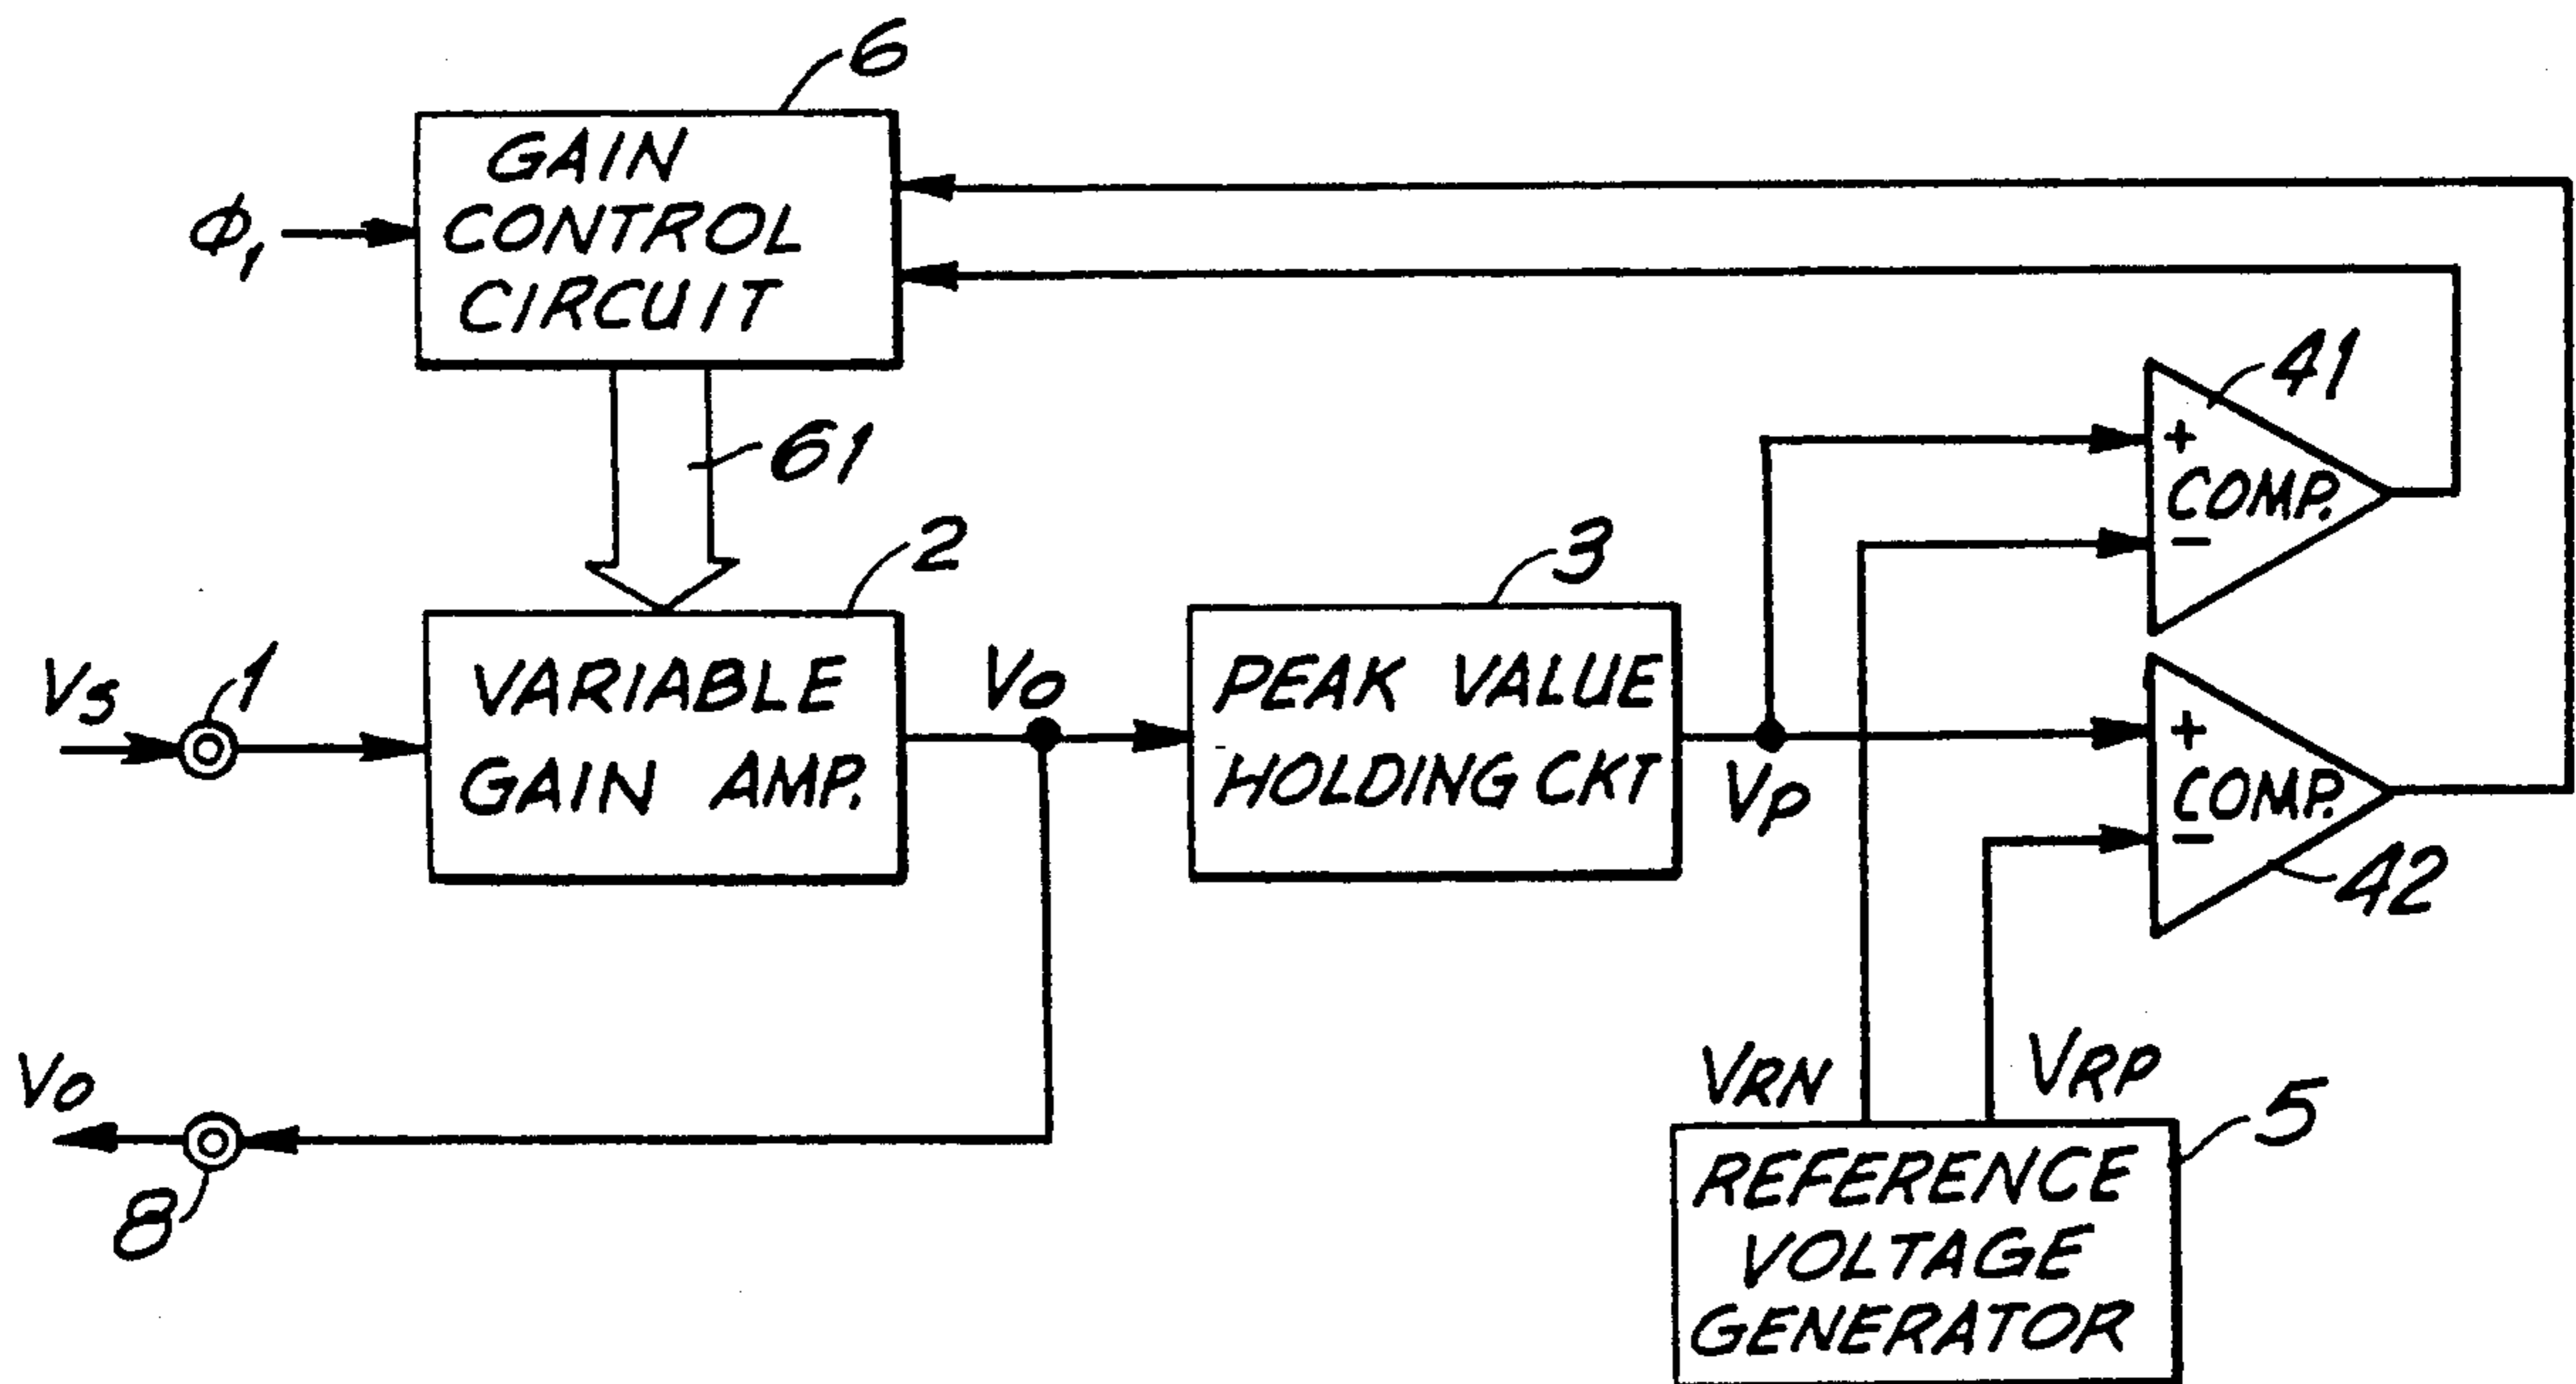 6
GAIN
CONTROL
CIRCUIT
ϕ1
61
41
+
COMP.
−
2
3
1
Vs
VARIABLE
GAIN AMP.
Vo
PEAK VALUE
HOLDING CKT
VP
+
COMP.
−
42
VRN
VRP
5
Vo
8
REFERENCE
VOLTAGE
GENERATOR